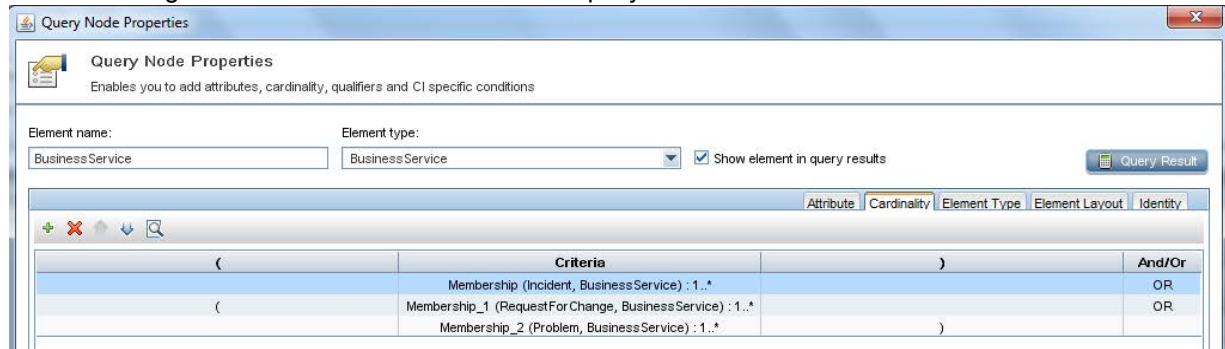 Query Node Properties
Query Node Properties
Enables you to add attributes, cardinality, qualifiers and CI specific conditions
Element name: Element type:
BusinessService BusinessService Show element in query results Query Result
Attribute Cardinality Element Type Element Layout Identity
( Criteria ) And/Or
Membership (Incident, BusinessService) : 1..* OR
( Membership_1 (RequestForChange, BusinessService) : 1..* OR
Membership_2 (Problem, BusinessService) : 1..* )